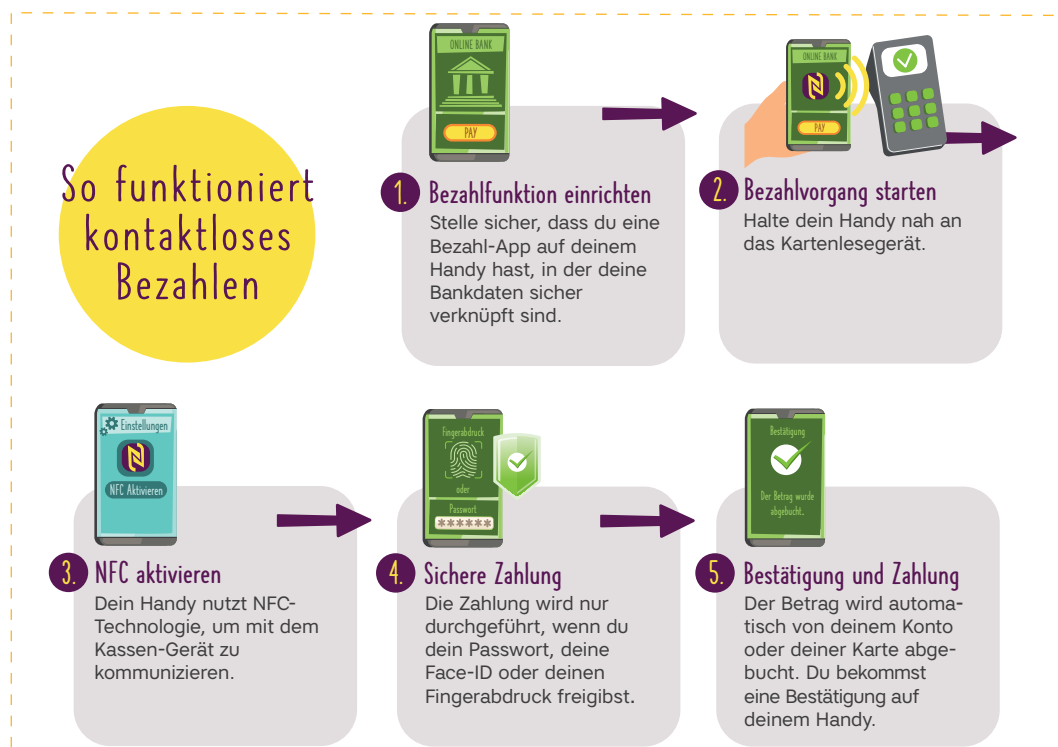 So funktioniert
kontaktloses
Bezahlen
ONLINE BANK
PAY
1. Bezahlfunktion einrichten
Stelle sicher, dass du eine
Bezahl-App auf deinem
Handy hast, in der deine
Bankdaten sicher
verknüpft sind.
ONLINE BANK
PAY
2. Bezahlvorgang starten
Halte dein Handy nah an
das Kartenlesegerät.
Einstellungen
NFC Aktivieren
3. NFC aktivieren
Dein Handy nutzt NFC-
Technologie, um mit dem
Kassen-Gerät zu
kommunizieren.
Fingerabdruck
oder
Passwort
******
4. Sichere Zahlung
Die Zahlung wird nur
durchgeführt, wenn du
dein Passwort, deine
Face-ID oder deinen
Fingerabdruck freigibst.
Bestätigung
Der Betrag wurde
abgebucht.
5. Bestätigung und Zahlung
Der Betrag wird automa-
tisch von deinem Konto
oder deiner Karte abge-
bucht. Du bekommst
eine Bestätigung auf
deinem Handy.